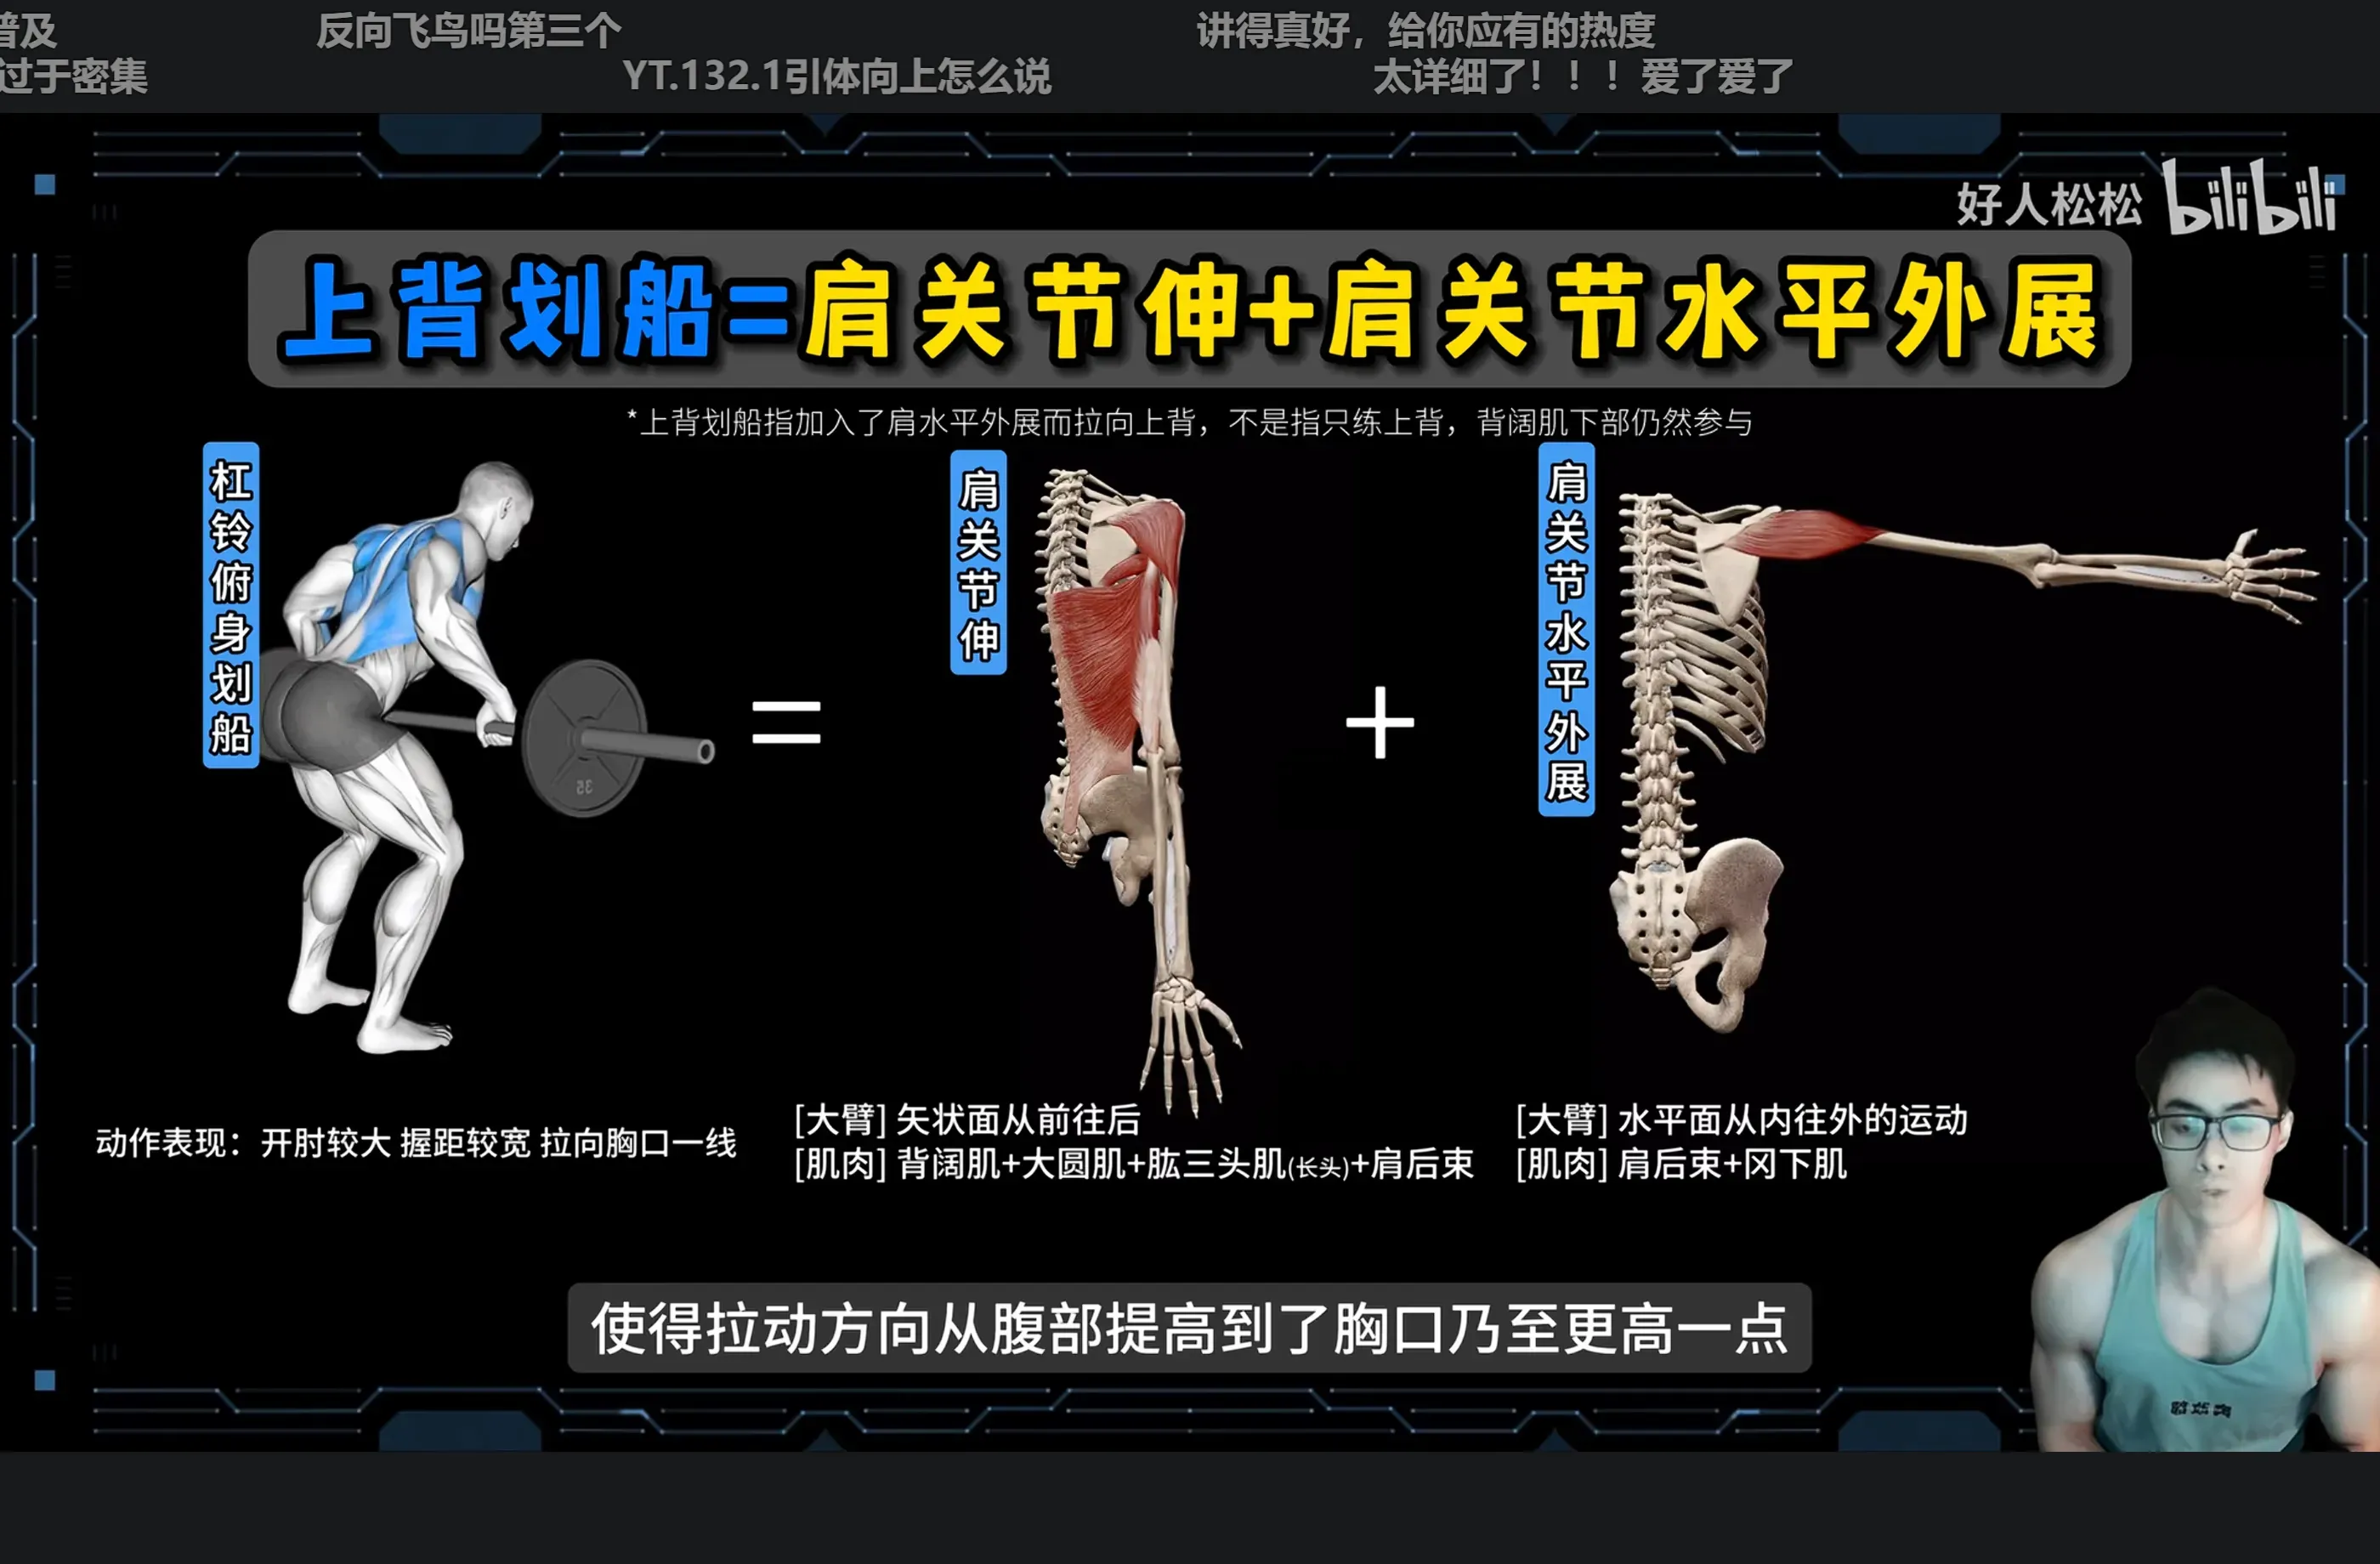 普及
反向飞鸟吗第三个
讲得真好，给你应有的热度
过于密集
YT.132.1引体向上怎么说
太详细了！！！爱了爱了
好人松松 bilibili
上背划船=肩关节伸+肩关节水平外展
*上背划船指加入了肩水平外展而拉向上背，不是指只练上背，背阔肌下部仍然参与
杠铃俯身划船
肩关节伸
肩关节水平外展
35
=
+
动作表现：开肘较大 握距较宽 拉向胸口一线
[大臂] 矢状面从前往后
[肌肉] 背阔肌+大圆肌+肱三头肌(长头)+肩后束
[大臂] 水平面从内往外的运动
[肌肉] 肩后束+冈下肌
使得拉动方向从腹部提高到了胸口乃至更高一点